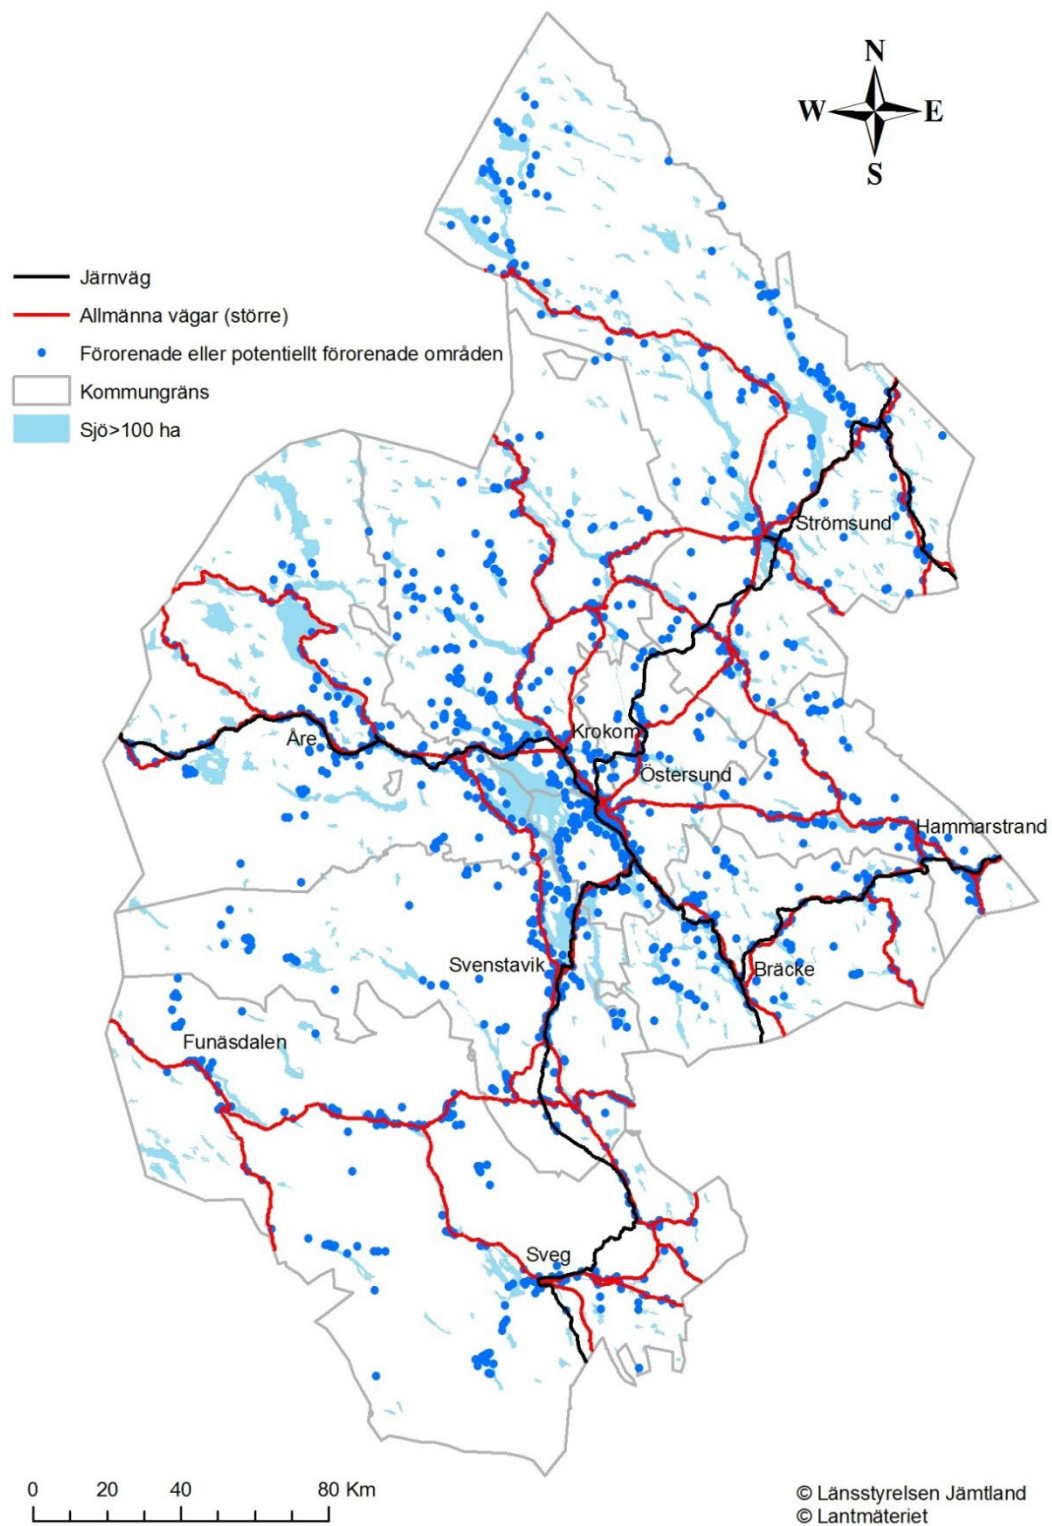 N
W E
S
Järnväg
Allmänna vägar (större)
Förorenade eller potentiellt förorenade områden
Kommungräns
Sjö>100 ha
Strömsund
Krokom
Åre
Östersund
Hammarstrand
Svenstavik
Bräcke
Funäsdalen
Sveg
0 20 40 80 Km
© Länsstyrelsen Jämtland
© Lantmäteriet